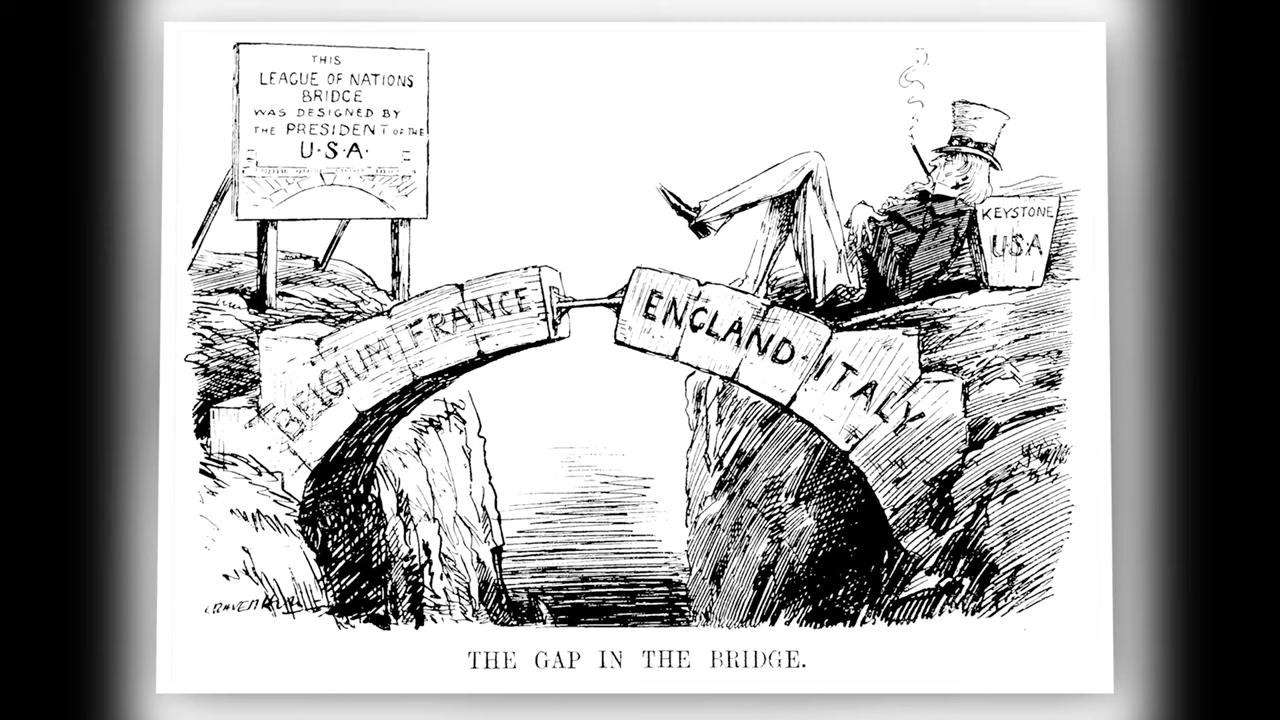 THIS
LEAGUE OF NATIONS
BRIDGE
WAS DESIGNED BY
THE PRESIDENT OF THE
U·S·A·
KEYSTONE
USA
BELGIUM
FRANCE
ENGLAND
ITALY
THE GAP IN THE BRIDGE.